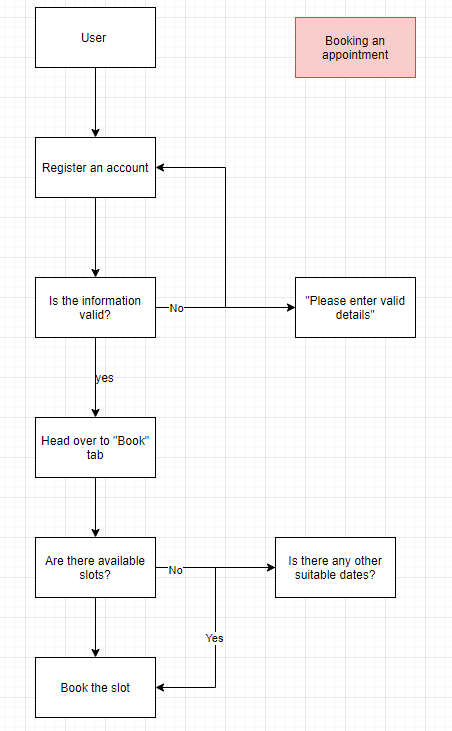 User
Booking an
appointment
Register an account
Is the information
valid?
No
"Please enter valid
details"
yes
Head over to "Book"
tab
Are there available
slots?
No
Is there any other
suitable dates?
Yes
Book the slot